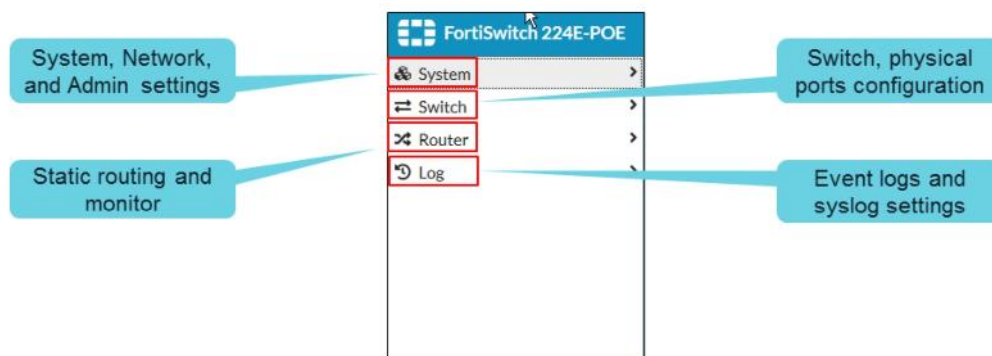 FortiSwitch 224E-POE
System, Network,
and Admin settings
System
Switch, physical
ports configuration
Switch
Router
Static routing and
monitor
Log
Event logs and
syslog settings